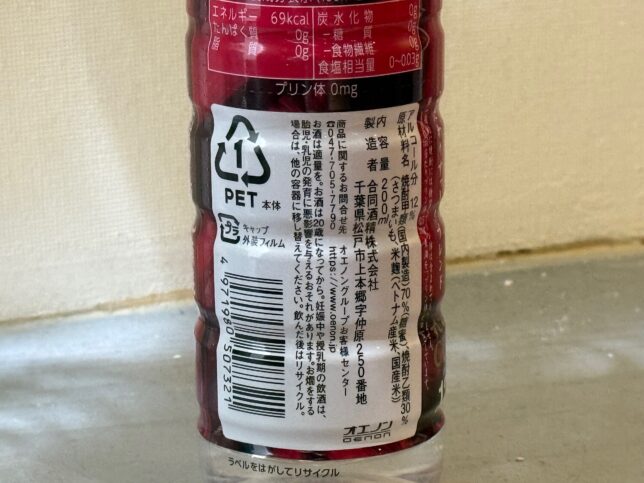 エネルギー 69kcal
たんぱく質 0g
脂質 0g
炭水化物 0g
−糖質 0g
−食物繊維 0g
食塩相当量 0〜0.03g
プリン体 0mg
アルコール分 12%
原材料名 焼酎甲類(国内製造)70%(糖蜜)、焼酎乙類30%
(さつまいも、米麹(ベトナム産米、国産米))
内容量 200ml
製造者 合同酒精株式会社
千葉県松戸市上本郷字仲原250番地
商品に関するお問合せ先 オエノングループお客様センター
☎047-705-7790 https://www.oenon.jp
お酒は適量を。お酒は20歳になってから。妊娠中や授乳期の飲酒は、
胎児・乳児の発育に悪影響を与えるおそれがあります。お燗をする
場合は、他の容器に移し替えてください。飲んだ後はリサイクル。
1
PET 本体
プラ
キャップ
外装フィルム
4 971980 507321
オエノン
OENON
ラベルをはがしてリサイクル